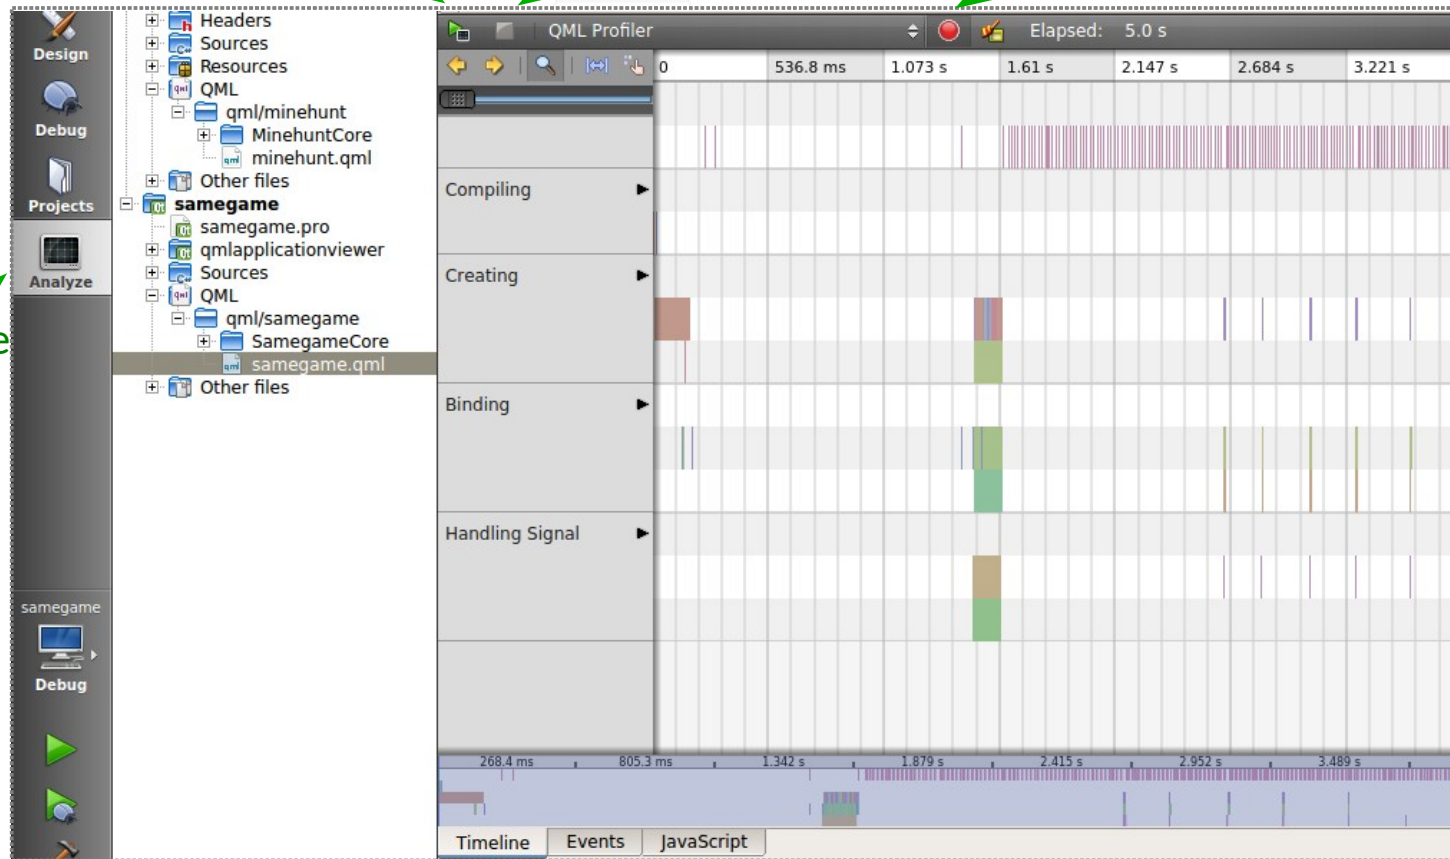 Design
Debug
Projects
Analyze
e
samegame
Debug
Headers
Sources
Resources
QML
qml/minehunt
MinehuntCore
minehunt.qml
Other files
samegame
samegame.pro
qmlapplicationviewer
Sources
QML
qml/samegame
SamegameCore
samegame.qml
Other files
QML Profiler
Elapsed: 5.0 s
0 536.8 ms 1.073 s 1.61 s 2.147 s 2.684 s 3.221 s
Compiling
Creating
Binding
Handling Signal
268.4 ms 805.3 ms 1.342 s 1.879 s 2.415 s 2.952 s 3.489 s
Timeline Events JavaScript